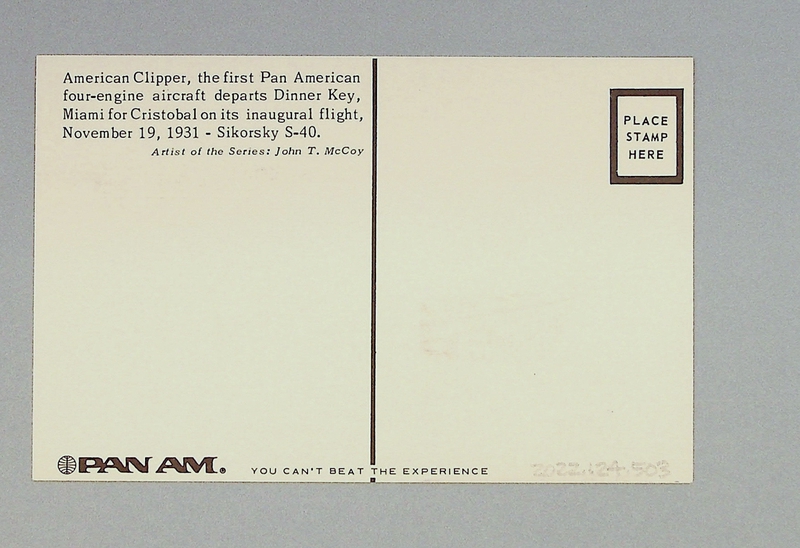 American Clipper, the first Pan American
four-engine aircraft departs Dinner Key,
Miami for Cristobal on its inaugural flight,
November 19, 1931 - Sikorsky S-40.
Artist of the Series: John T. McCoy
PLACE
STAMP
HERE
PAN AM®
YOU CAN'T BEAT THE EXPERIENCE
2022.124.503